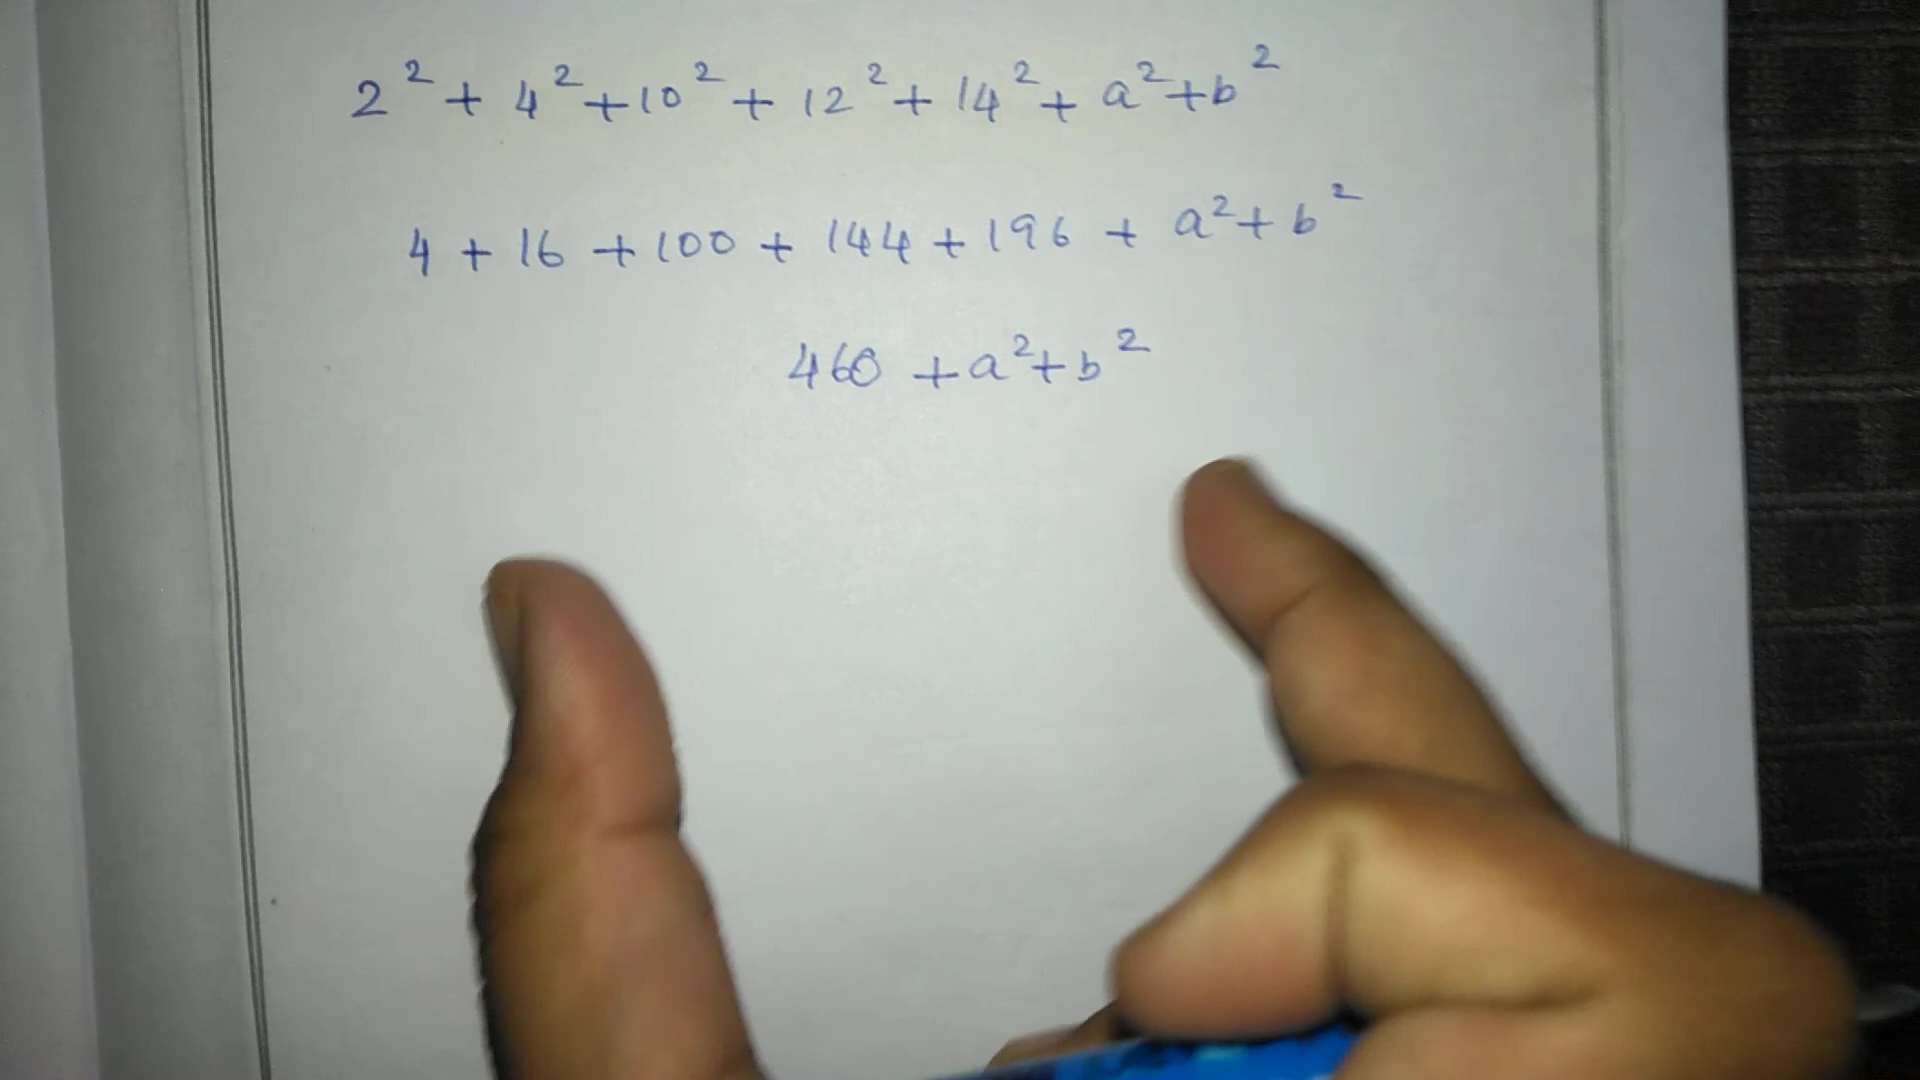 2² + 4² + 10² + 12² + 14² + a² + b²
4 + 16 + 100 + 144 + 196 + a² + b²
460 + a² + b²